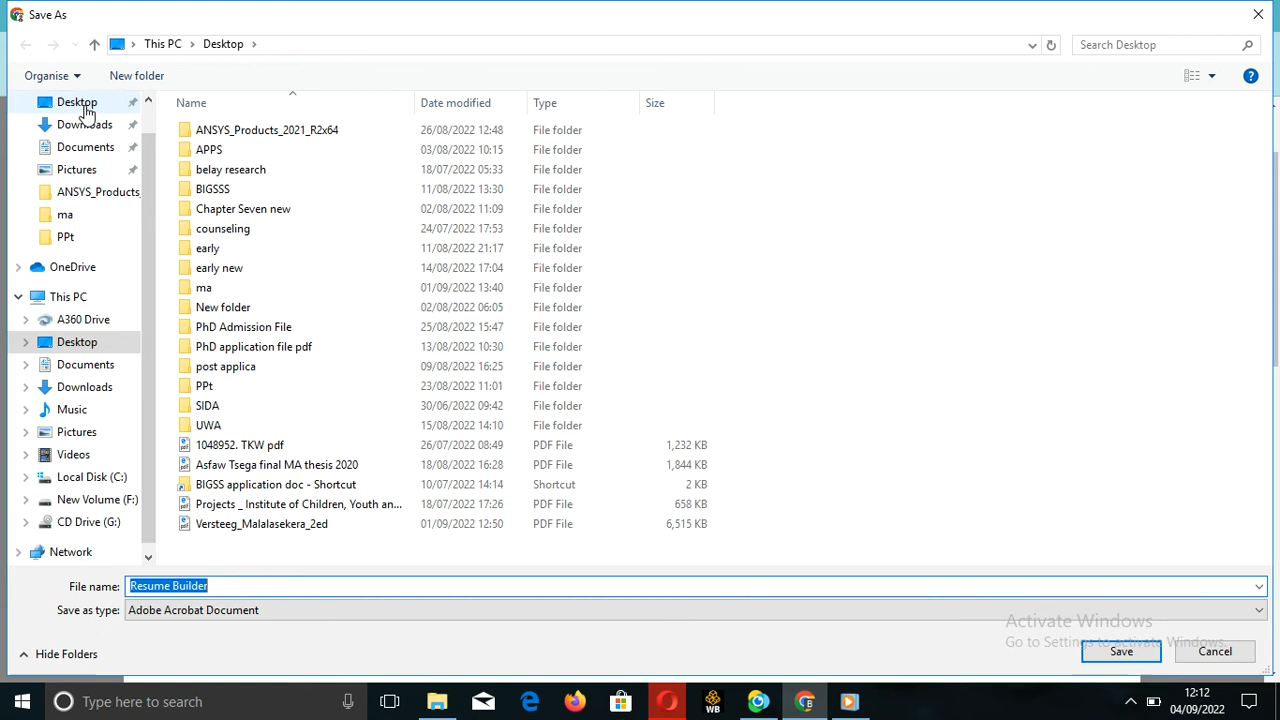 Save As
This PC Desktop
Search Desktop
Organise New folder
Name Date modified Type Size
Desktop
Downloads
Documents
Pictures
ANSYS_Products_
ma
PPt
OneDrive
This PC
A360 Drive
Desktop
Documents
Downloads
Music
Pictures
Videos
Local Disk (C:)
New Volume (F:)
CD Drive (G:)
Network
ANSYS_Products_2021_R2x64 26/08/2022 12:48 File folder
APPS 03/08/2022 10:15 File folder
belay research 18/07/2022 05:33 File folder
BIGSSS 11/08/2022 13:30 File folder
Chapter Seven new 02/08/2022 11:09 File folder
counseling 24/07/2022 17:53 File folder
early 11/08/2022 21:17 File folder
early new 14/08/2022 17:04 File folder
ma 01/09/2022 13:40 File folder
New folder 02/08/2022 06:05 File folder
PhD Admission File 25/08/2022 15:47 File folder
PhD application file pdf 13/08/2022 10:30 File folder
post applica 09/08/2022 16:25 File folder
PPt 23/08/2022 11:01 File folder
SIDA 30/06/2022 09:42 File folder
UWA 15/08/2022 14:10 File folder
1048952. TKW pdf 26/07/2022 08:49 PDF File 1,232 KB
Asfaw Tsega final MA thesis 2020 18/08/2022 16:28 PDF File 1,844 KB
BIGSS application doc - Shortcut 10/07/2022 14:14 Shortcut 2 KB
Projects _ Institute of Children, Youth an... 18/07/2022 17:26 PDF File 658 KB
Versteeg_Malalasekera_2ed 01/09/2022 12:50 PDF File 6,515 KB
File name: Resume Builder
Save as type: Adobe Acrobat Document
Activate Windows
Go to Settings to activate Windows.
Hide Folders Save Cancel
Type here to search
WB
B
12:12
04/09/2022